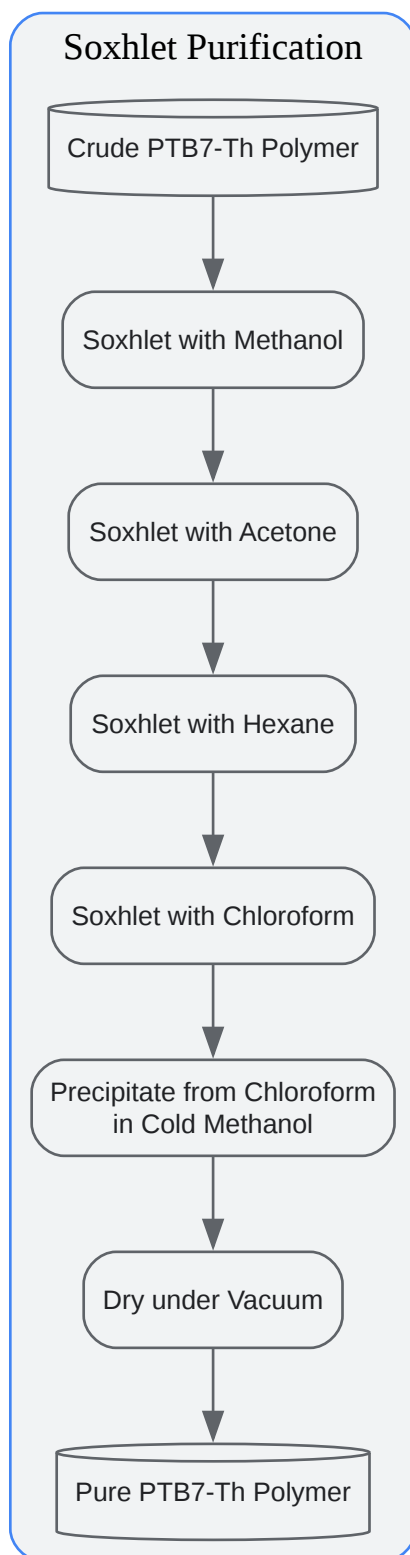 Soxhlet Purification
Crude PTB7-Th Polymer
Soxhlet with Methanol
Soxhlet with Acetone
Soxhlet with Hexane
Soxhlet with Chloroform
Precipitate from Chloroform
in Cold Methanol
Dry under Vacuum
Pure PTB7-Th Polymer